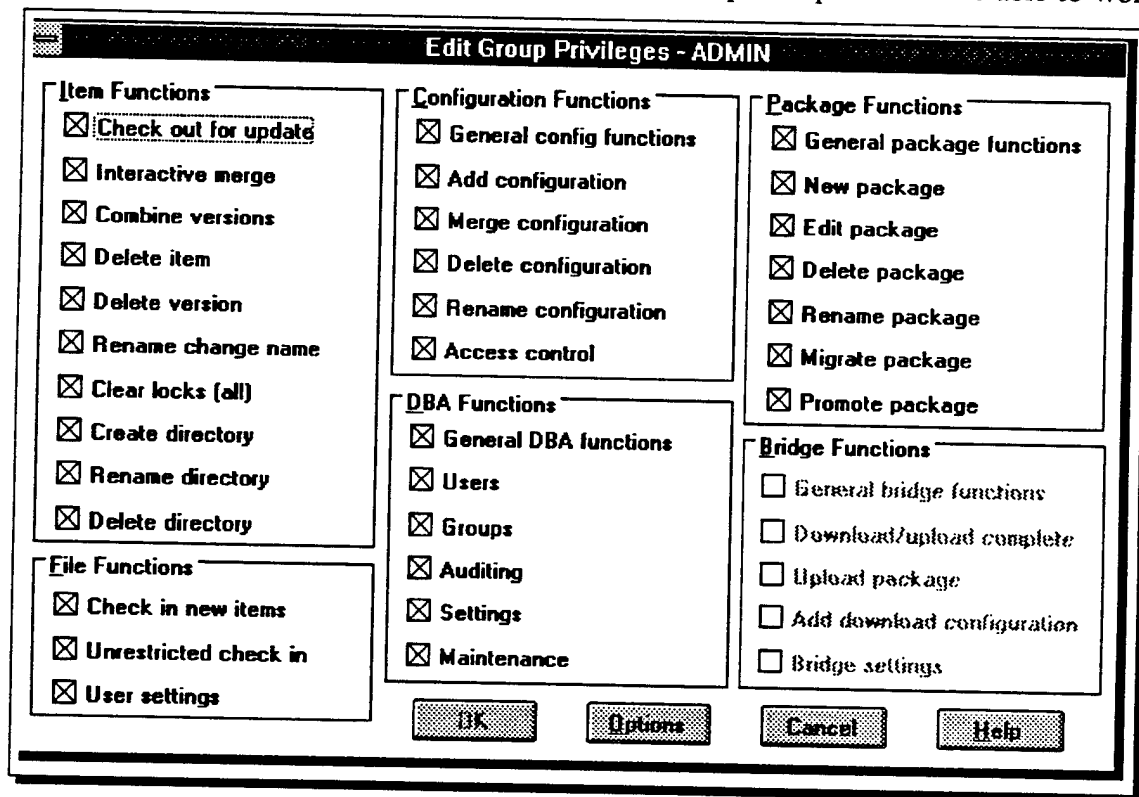 to wor
Edit Group Privileges - ADMIN
Item Functions
Check out for update
Interactive merge
Combine versions
Delete item
Delete version
Rename change name
Clear locks (all)
Create directory
Rename directory
Delete directory
File Functions
Check in new items
Unrestricted check in
User settings
Configuration Functions
General config functions
Add configuration
Merge configuration
Delete configuration
Rename configuration
Access control
DBA Functions
General DBA functions
Users
Groups
Auditing
Settings
Maintenance
Package Functions
General package functions
New package
Edit package
Delete package
Rename package
Migrate package
Promote package
Bridge Functions
General bridge functions
Download/upload complete
Upload package
Add download configuration
Bridge settings
OK
Options
Cancel
Help